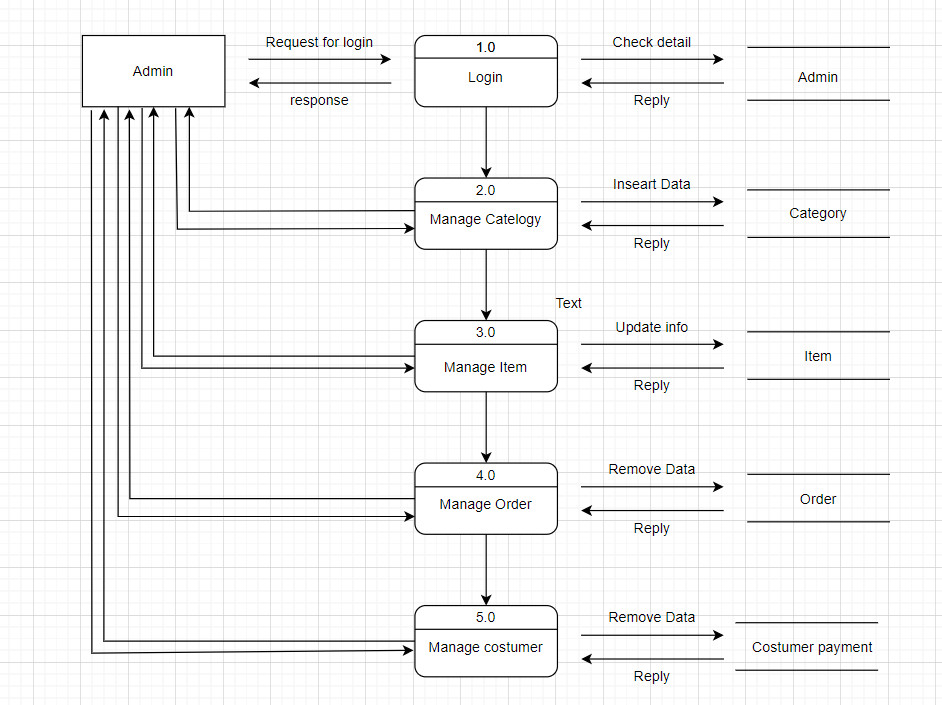 Request for login
1.0
Check detail
Admin
Login
Admin
response
Reply
2.0
Inseart Data
Manage Catelogy
Category
Reply
Text
3.0
Update info
Manage Item
Item
Reply
4.0
Remove Data
Manage Order
Order
Reply
5.0
Remove Data
Manage costumer
Costumer payment
Reply